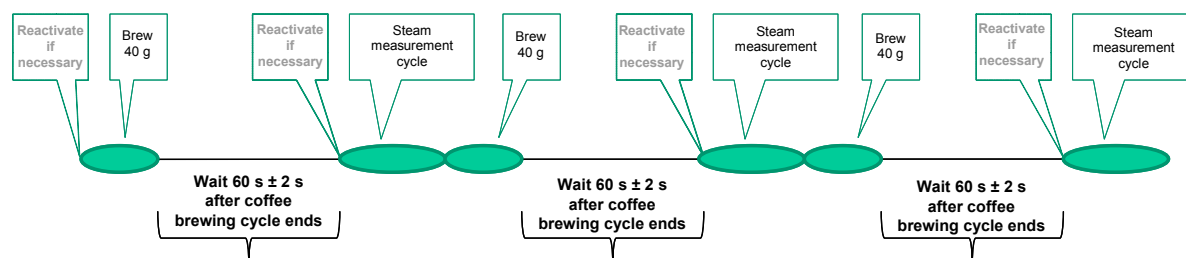 Reactivate
if
necessary
Brew
40 g
Reactivate
if
necessary
Steam
measurement
cycle
Brew
40 g
Reactivate
if
necessary
Steam
measurement
cycle
Brew
40 g
Reactivate
if
necessary
Steam
measurement
cycle
Wait 60 s ± 2 s
after coffee
brewing cycle ends
Wait 60 s ± 2 s
after coffee
brewing cycle ends
Wait 60 s ± 2 s
after coffee
brewing cycle ends